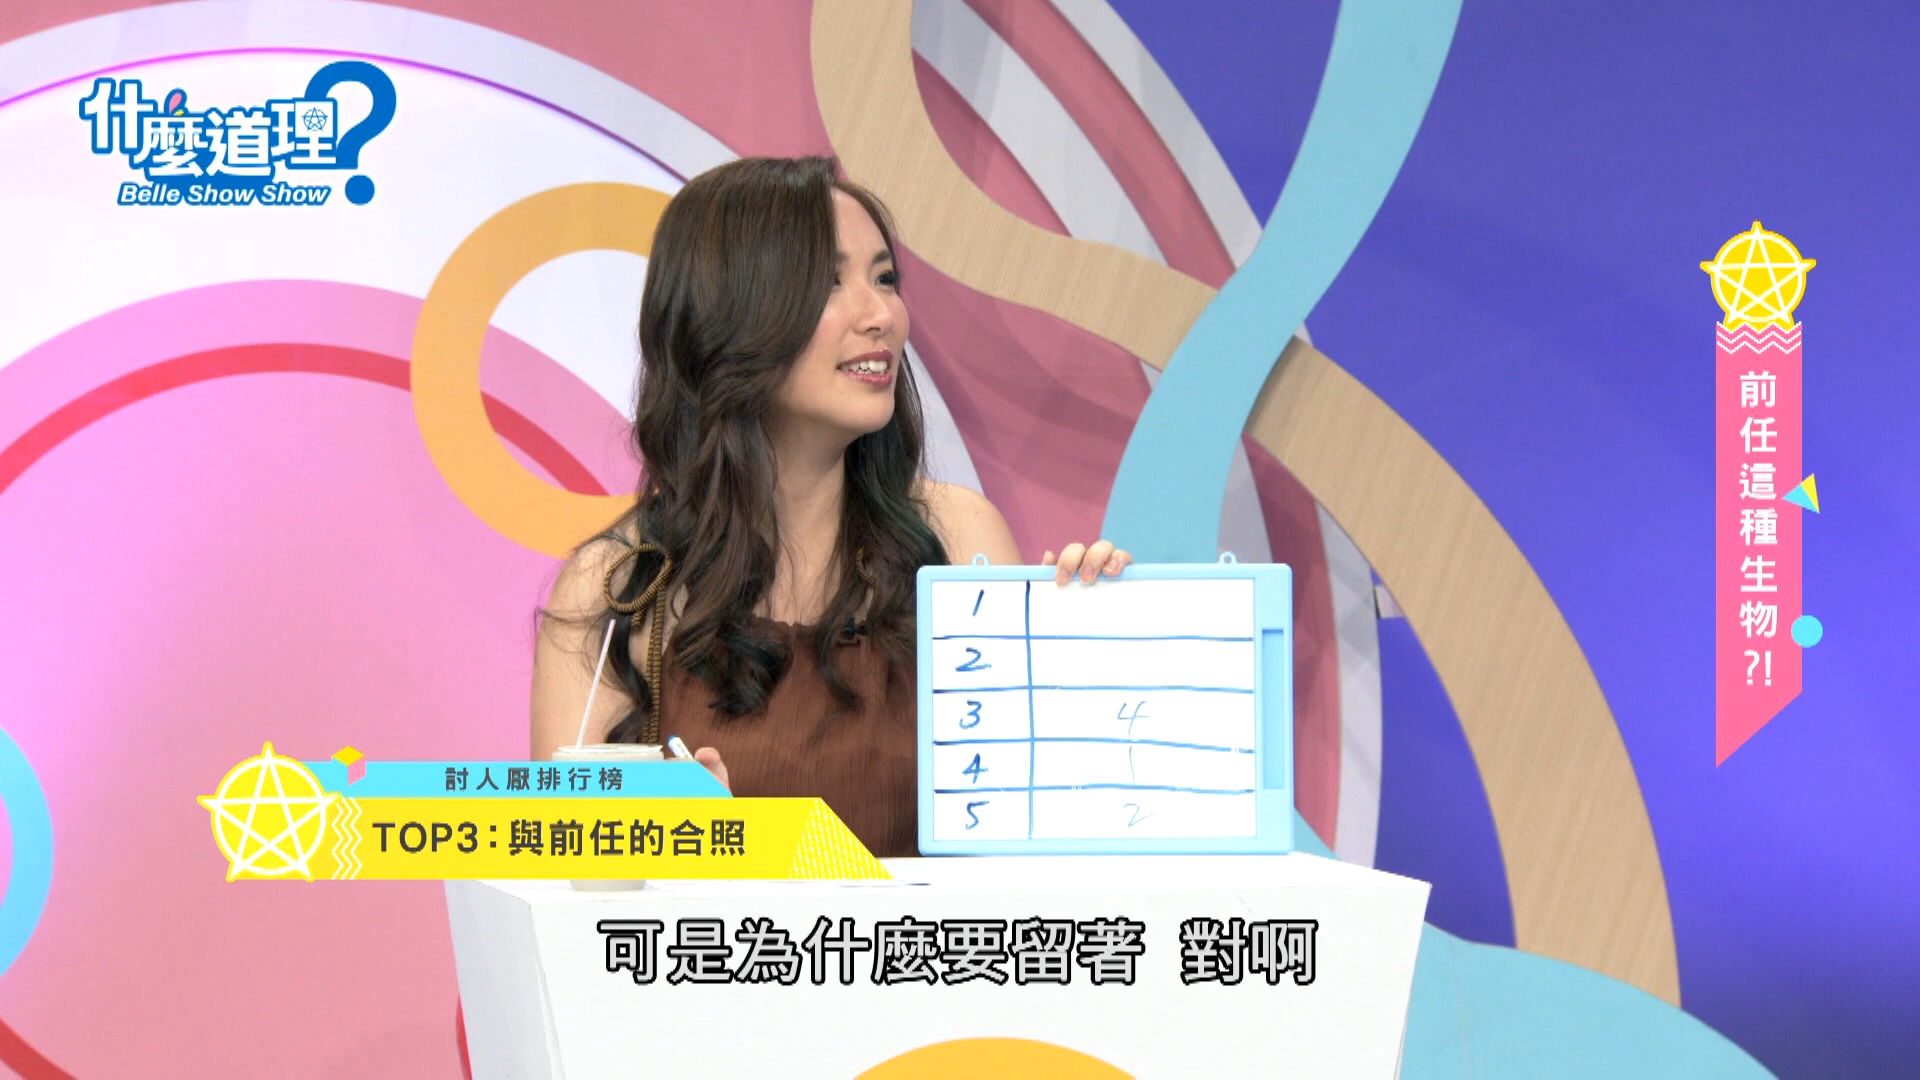 什麼道理?
Belle Show Show
前任這種生物?!
1
2
3 4
4 1
5 2
討人厭排行榜
TOP3：與前任的合照
可是為什麼要留著 對啊